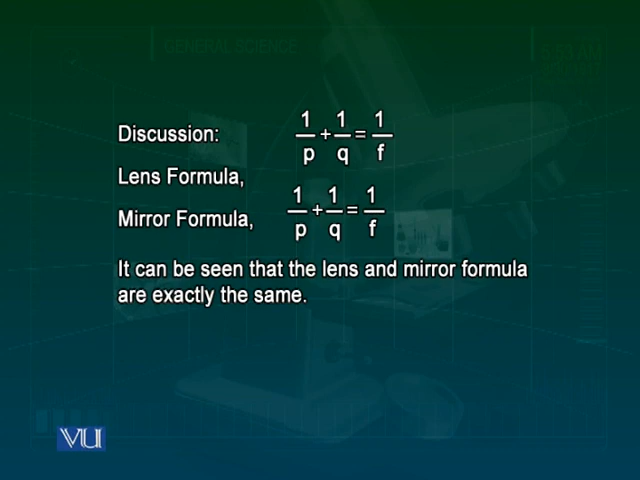 GENERAL SCIENCE
Discussion: 1/p + 1/q = 1/f
Lens Formula,
Mirror Formula, 1/p + 1/q = 1/f
It can be seen that the lens and mirror formula
are exactly the same.
VU